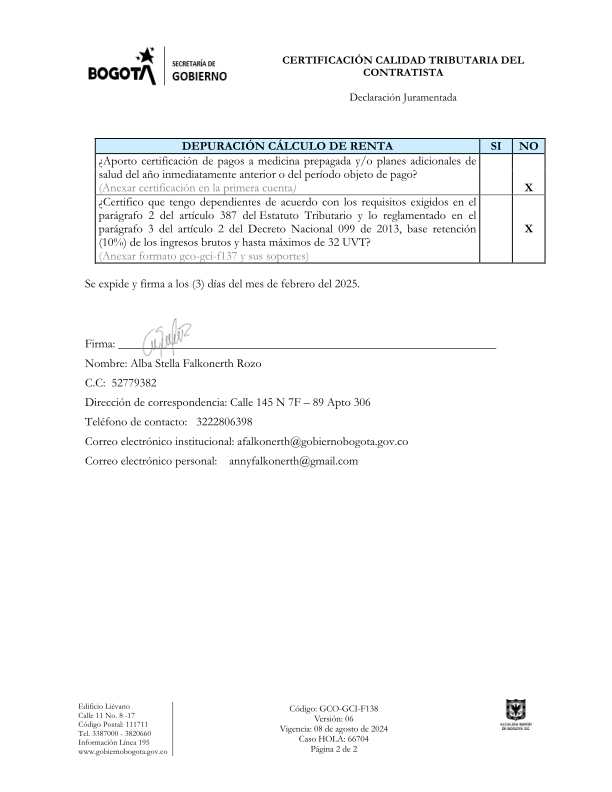 BOGOTÁ
SECRETARÍA DE
GOBIERNO
CERTIFICACIÓN CALIDAD TRIBUTARIA DEL
CONTRATISTA
Declaración Juramentada
DEPURACIÓN CÁLCULO DE RENTA SI NO
¿Aporto certificación de pagos a medicina prepagada y/o planes adicionales de
salud del año inmediatamente anterior o del período objeto de pago?
(Anexar certificación en la primera cuenta) X
¿Certifico que tengo dependientes de acuerdo con los requisitos exigidos en el
parágrafo 2 del artículo 387 del Estatuto Tributario y lo reglamentado en el
parágrafo 3 del artículo 2 del Decreto Nacional 099 de 2013, base retención X
(10%) de los ingresos brutos y hasta máximos de 32 UVT?
(Anexar formato gco-gci-f137 y sus soportes)
Se expide y firma a los (3) días del mes de febrero del 2025.
Firma:
Nombre: Alba Stella Falkonerth Rozo
C.C: 52779382
Dirección de correspondencia: Calle 145 N 7F – 89 Apto 306
Teléfono de contacto: 3222806398
Correo electrónico institucional: afalkonerth@gobiernobogota.gov.co
Correo electrónico personal: annyfalkonerth@gmail.com
Edificio Liévano
Calle 11 No. 8 -17
Código Postal: 111711
Tel. 3387000 - 3820660
Información Línea 195
www.gobiernobogota.gov.co
Código: GCO-GCI-F138
Versión: 06
Vigencia: 08 de agosto de 2024
Caso HOLA: 66704
Página 2 de 2
ALCALDÍA MAYOR
DE BOGOTÁ D.C.